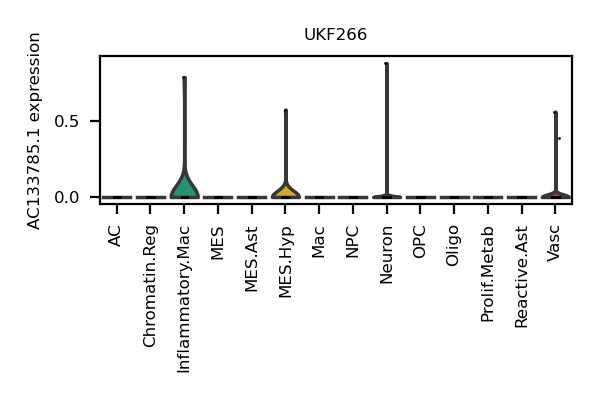 UKF266
AC133785.1 expression
0.5
0.0
AC
Chromatin.Reg
Inflammatory.Mac
MES
MES.Ast
MES.Hyp
Mac
NPC
Neuron
OPC
Oligo
Prolif.Metab
Reactive.Ast
Vasc